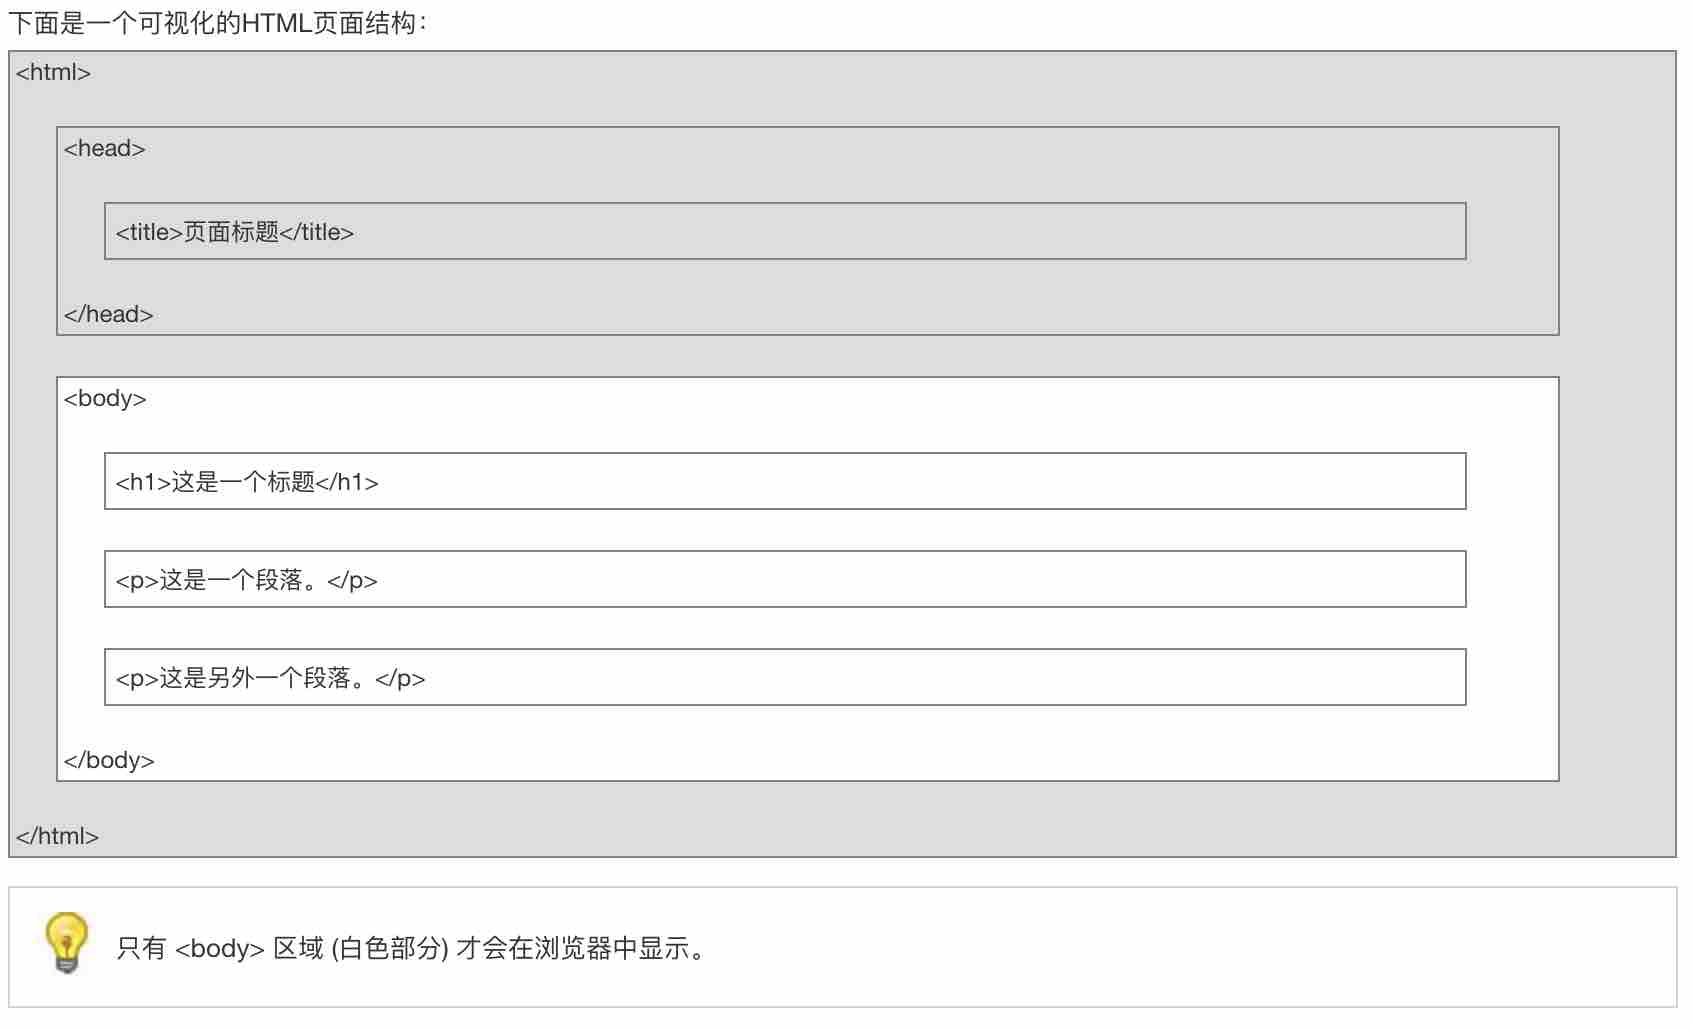 下面是一个可视化的HTML页面结构：
<html>
<head>
<title>页面标题</title>
</head>
<body>
<h1>这是一个标题</h1>
<p>这是一个段落。</p>
<p>这是另外一个段落。</p>
</body>
</html>
只有 <body> 区域 (白色部分) 才会在浏览器中显示。